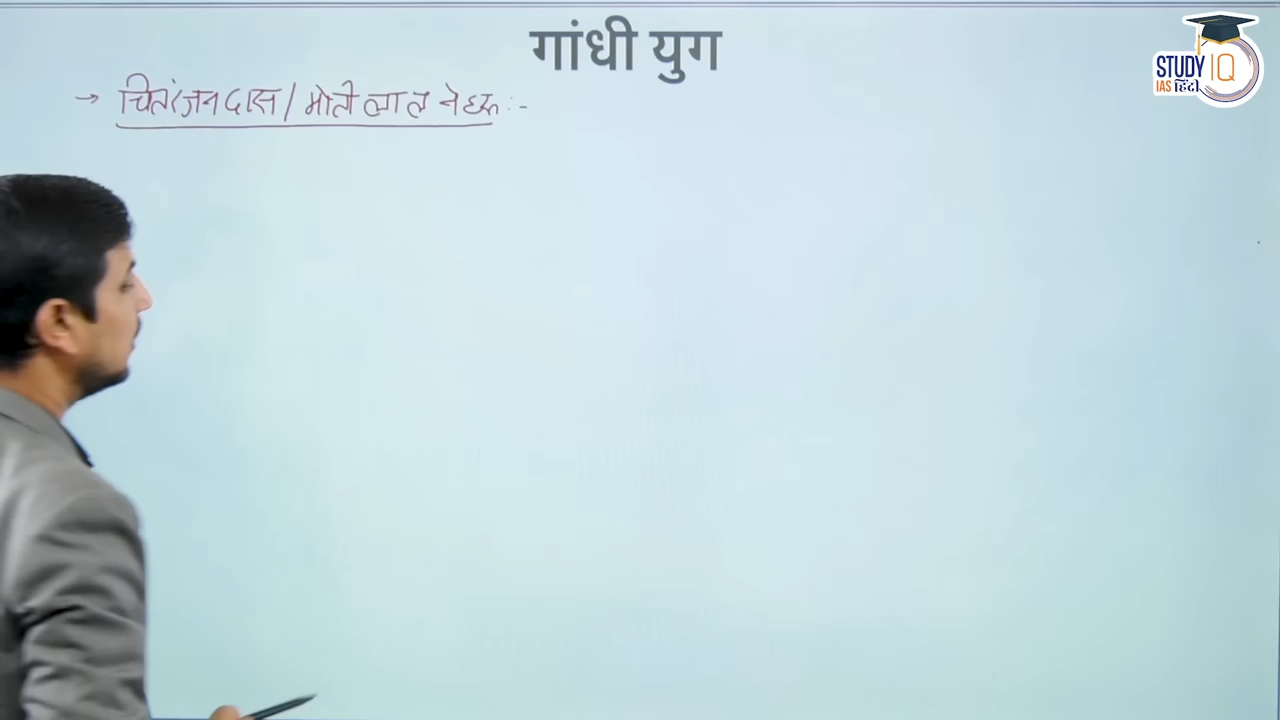 गांधी युग
STUDY IQ
IAS हिंदी
→ चितरंजन दास / मोती लाल नेहरू :-